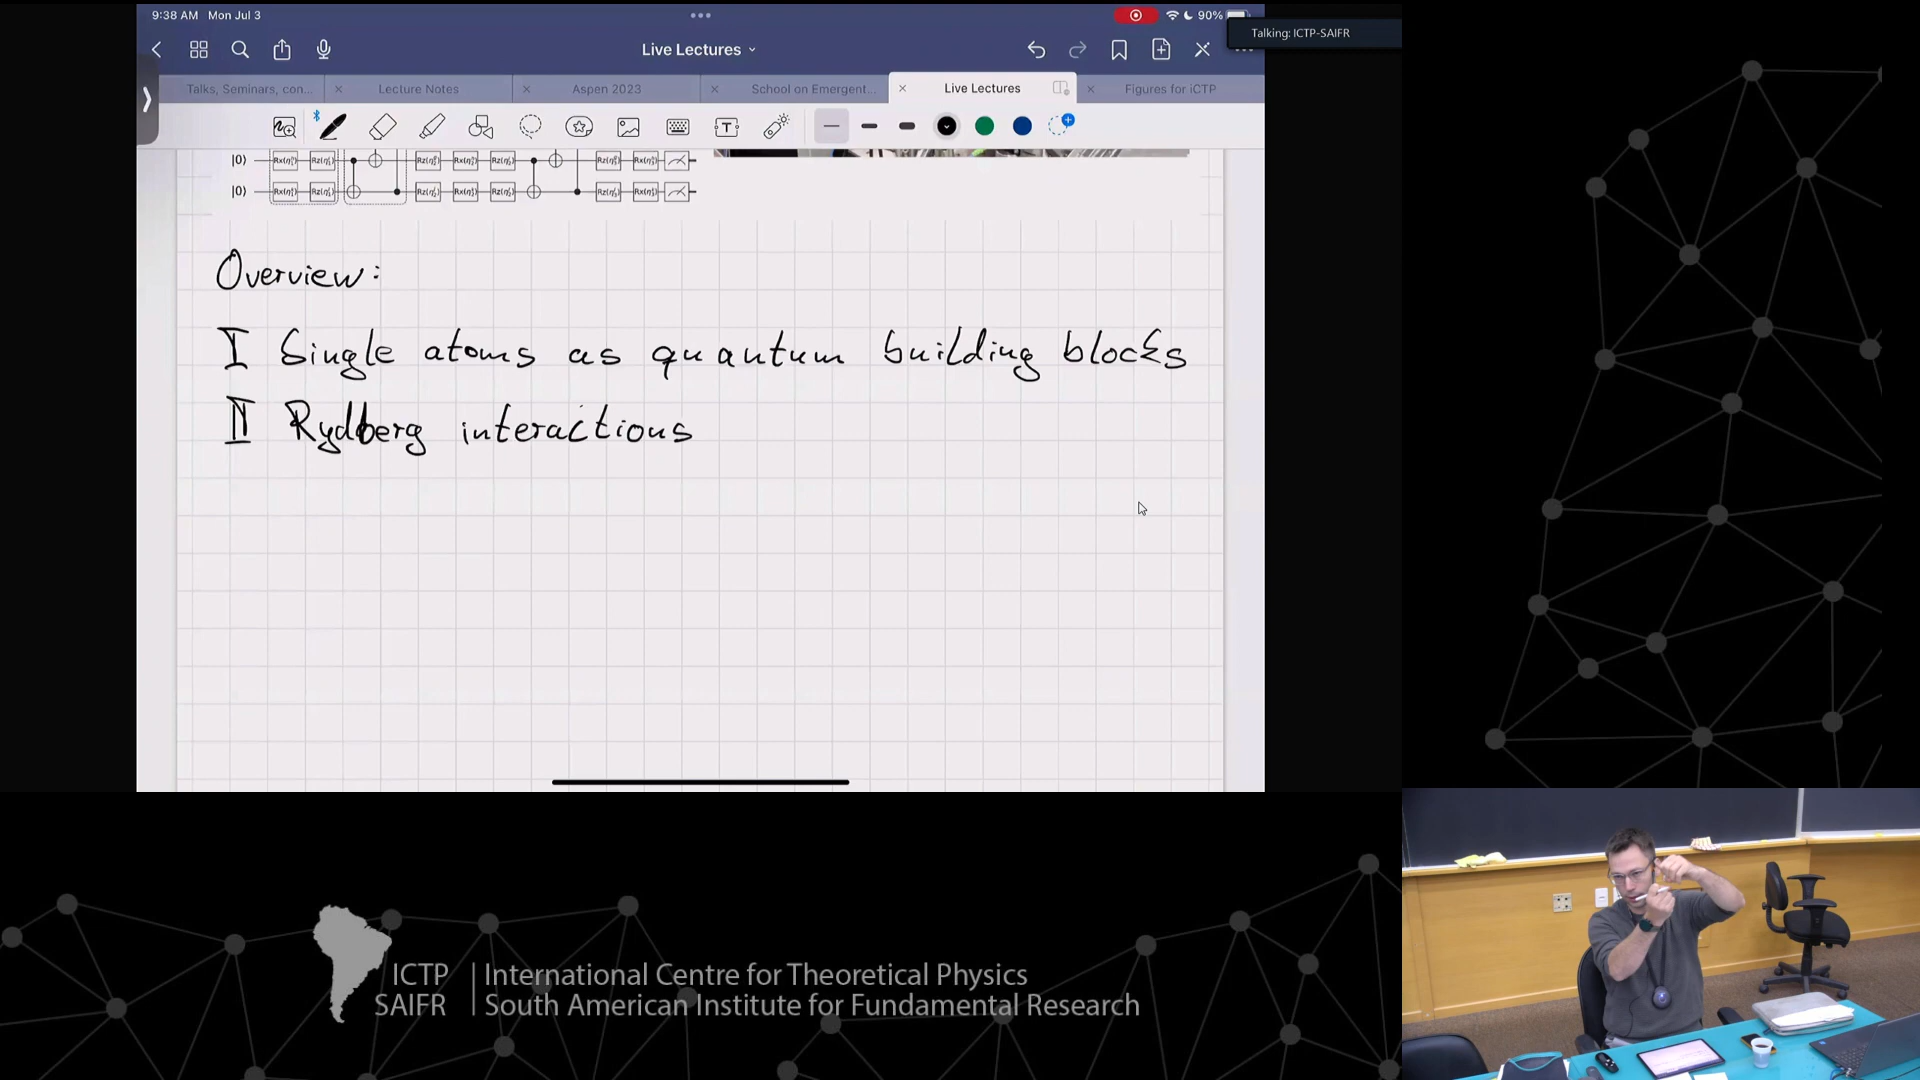 9:38 AM Mon Jul 3
90%
Talking: ICTP-SAIFR
Live Lectures
Talks, Seminars, con...
Lecture Notes
Aspen 2023
School on Emergent...
Live Lectures
Figures for iCTP
|0⟩
|0⟩
Overview:
I Single atoms as quantum building blocks
II Rydberg interactions
ICTP | International Centre for Theoretical Physics
SAIFR | South American Institute for Fundamental Research